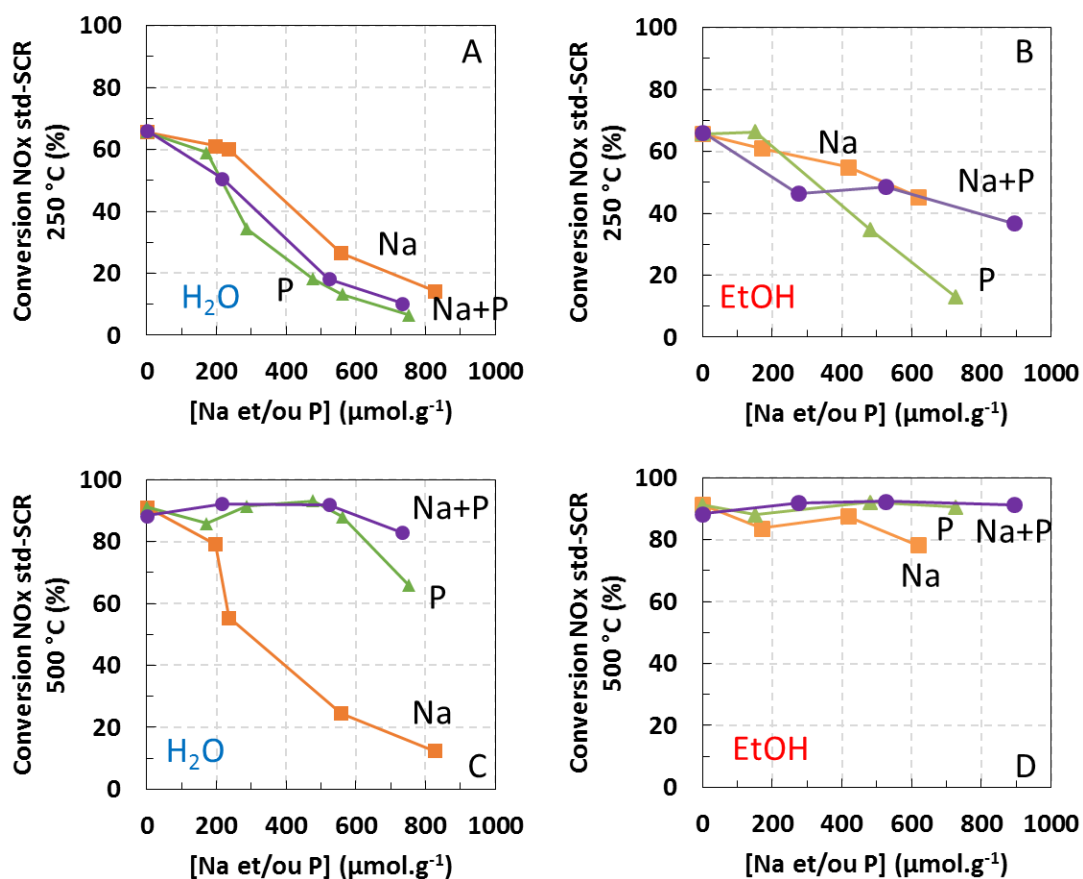 Conversion NOx std-SCR
250 °C (%)
100
80
60
40
20
0
0 200 400 600 800 1000
[Na et/ou P] (µmol.g⁻¹)
A
Na
P
Na+P
H₂O
Conversion NOx std-SCR
250 °C (%)
100
80
60
40
20
0
0 200 400 600 800 1000
[Na et/ou P] (µmol.g⁻¹)
B
Na
Na+P
P
EtOH
Conversion NOx std-SCR
500 °C (%)
100
80
60
40
20
0
0 200 400 600 800 1000
[Na et/ou P] (µmol.g⁻¹)
Na+P
P
Na
H₂O
C
Conversion NOx std-SCR
500 °C (%)
100
80
60
40
20
0
0 200 400 600 800 1000
[Na et/ou P] (µmol.g⁻¹)
P
Na+P
Na
EtOH
D